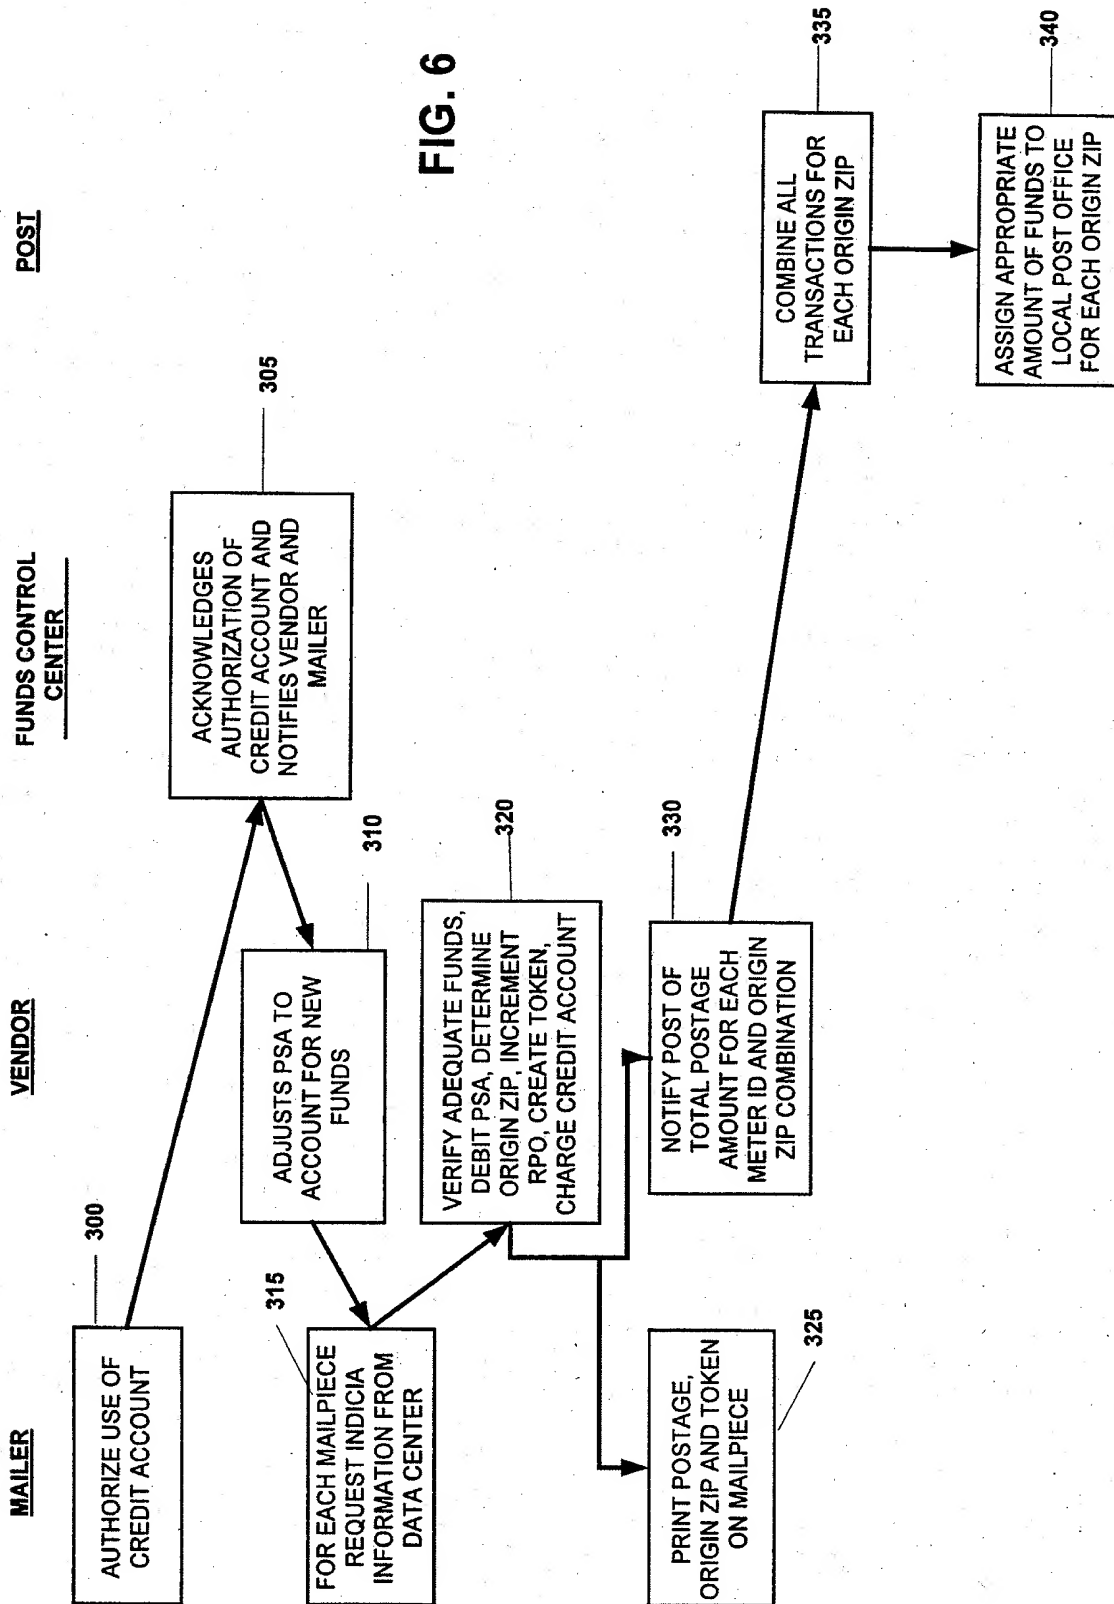 MAILER
VENDOR
FUNDS CONTROL
CENTER
POST
300
AUTHORIZE USE OF
CREDIT ACCOUNT
305
ACKNOWLEDGES
AUTHORIZATION OF
CREDIT ACCOUNT AND
NOTIFIES VENDOR AND
MAILER
310
ADJUSTS PSA TO
ACCOUNT FOR NEW
FUNDS
315
FOR EACH MAILPIECE
REQUEST INDICIA
INFORMATION FROM
DATA CENTER
320
VERIFY ADEQUATE FUNDS,
DEBIT PSA, DETERMINE
ORIGIN ZIP, INCREMENT
RPO, CREATE TOKEN,
CHARGE CREDIT ACCOUNT
FIG. 6
325
PRINT POSTAGE,
ORIGIN ZIP AND TOKEN
ON MAILPIECE
330
NOTIFY POST OF
TOTAL POSTAGE
AMOUNT FOR EACH
METER ID AND ORIGIN
ZIP COMBINATION
335
COMBINE ALL
TRANSACTIONS FOR
EACH ORIGIN ZIP
340
ASSIGN APPROPRIATE
AMOUNT OF FUNDS TO
LOCAL POST OFFICE
FOR EACH ORIGIN ZIP